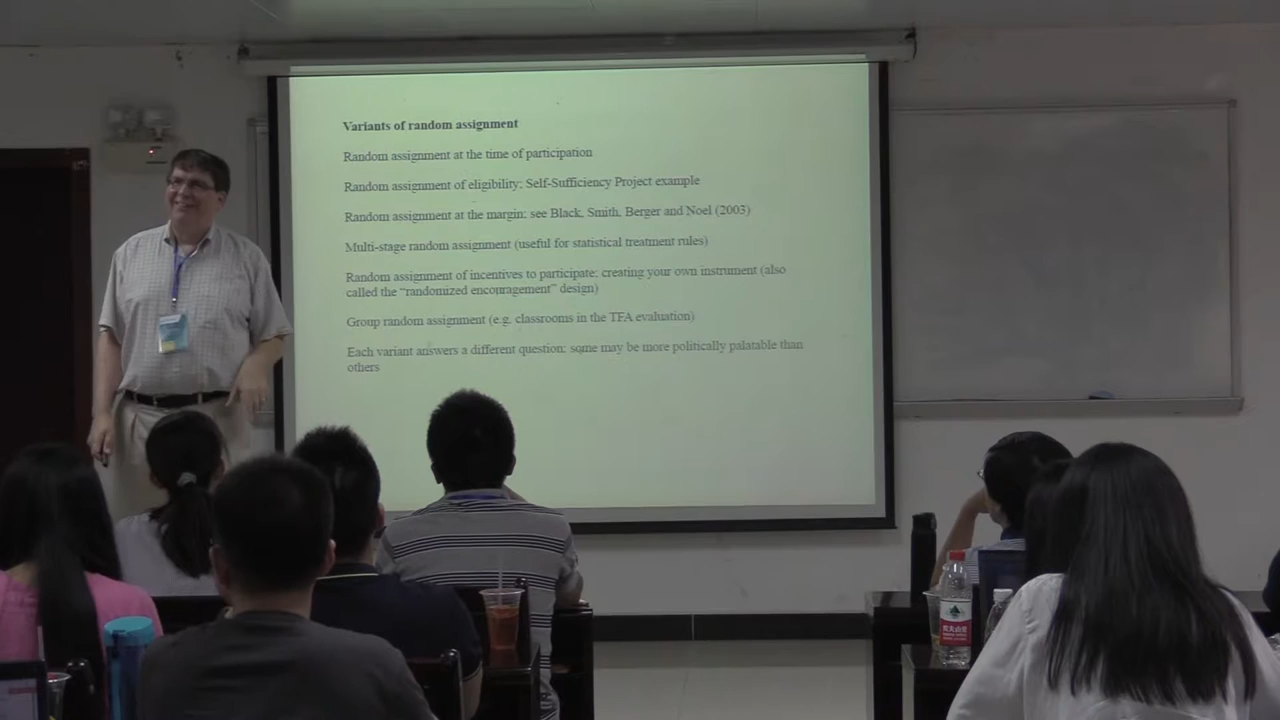 Variants of random assignment
Random assignment at the time of participation
Random assignment of eligibility; Self-Sufficiency Project example
Random assignment at the margin; see Black, Smith, Berger and Noel (2003)
Multi-stage random assignment (useful for statistical treatment rules)
Random assignment of incentives to participate; creating your own instrument (also
called the “randomized encouragement” design)
Group random assignment (e.g. classrooms in the TFA evaluation)
Each variant answers a different question; some may be more politically palatable than
others
农夫山泉